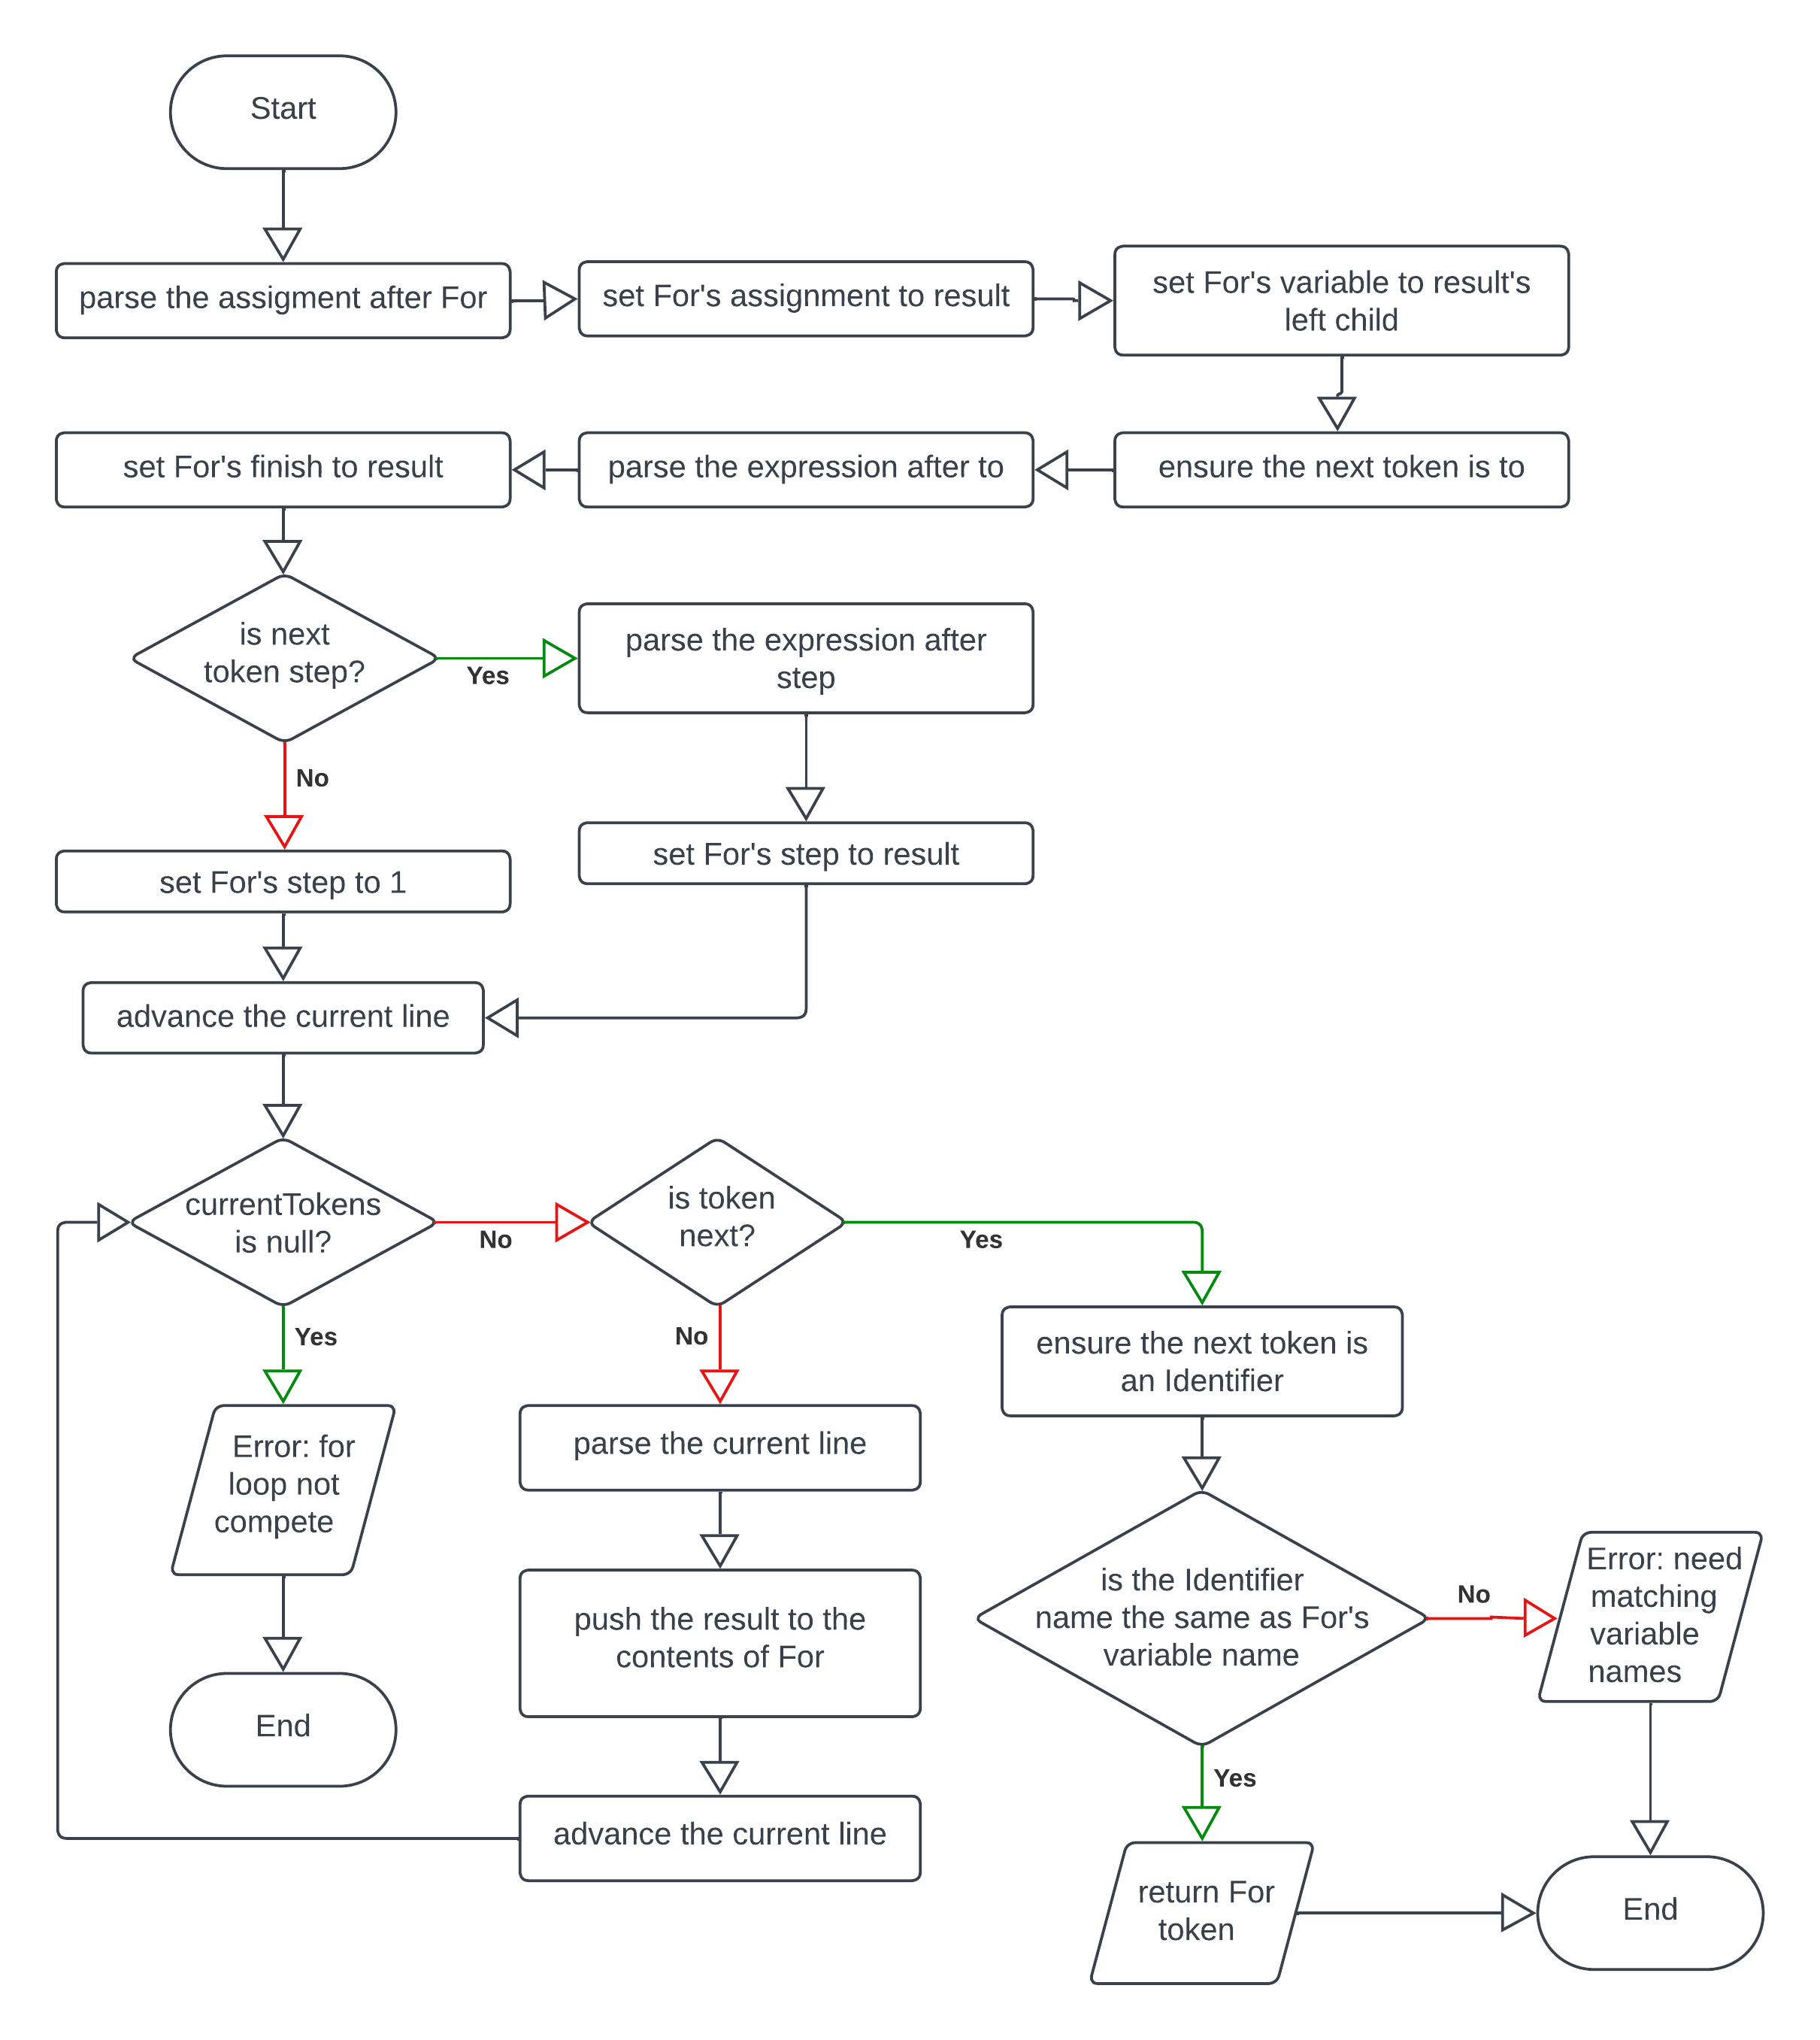 Start
parse the assigment after For
set For's assignment to result
set For's variable to result's
left child
set For's finish to result
parse the expression after to
ensure the next token is to
is next
token step?
Yes
parse the expression after
step
No
set For's step to result
set For's step to 1
advance the current line
currentTokens
is null?
No
is token
next?
Yes
Yes
No
ensure the next token is
an Identifier
Error: for
loop not
compete
parse the current line
End
push the result to the
contents of For
advance the current line
is the Identifier
name the same as For's
variable name
No
Error: need
matching
variable
names
Yes
return For
token
End